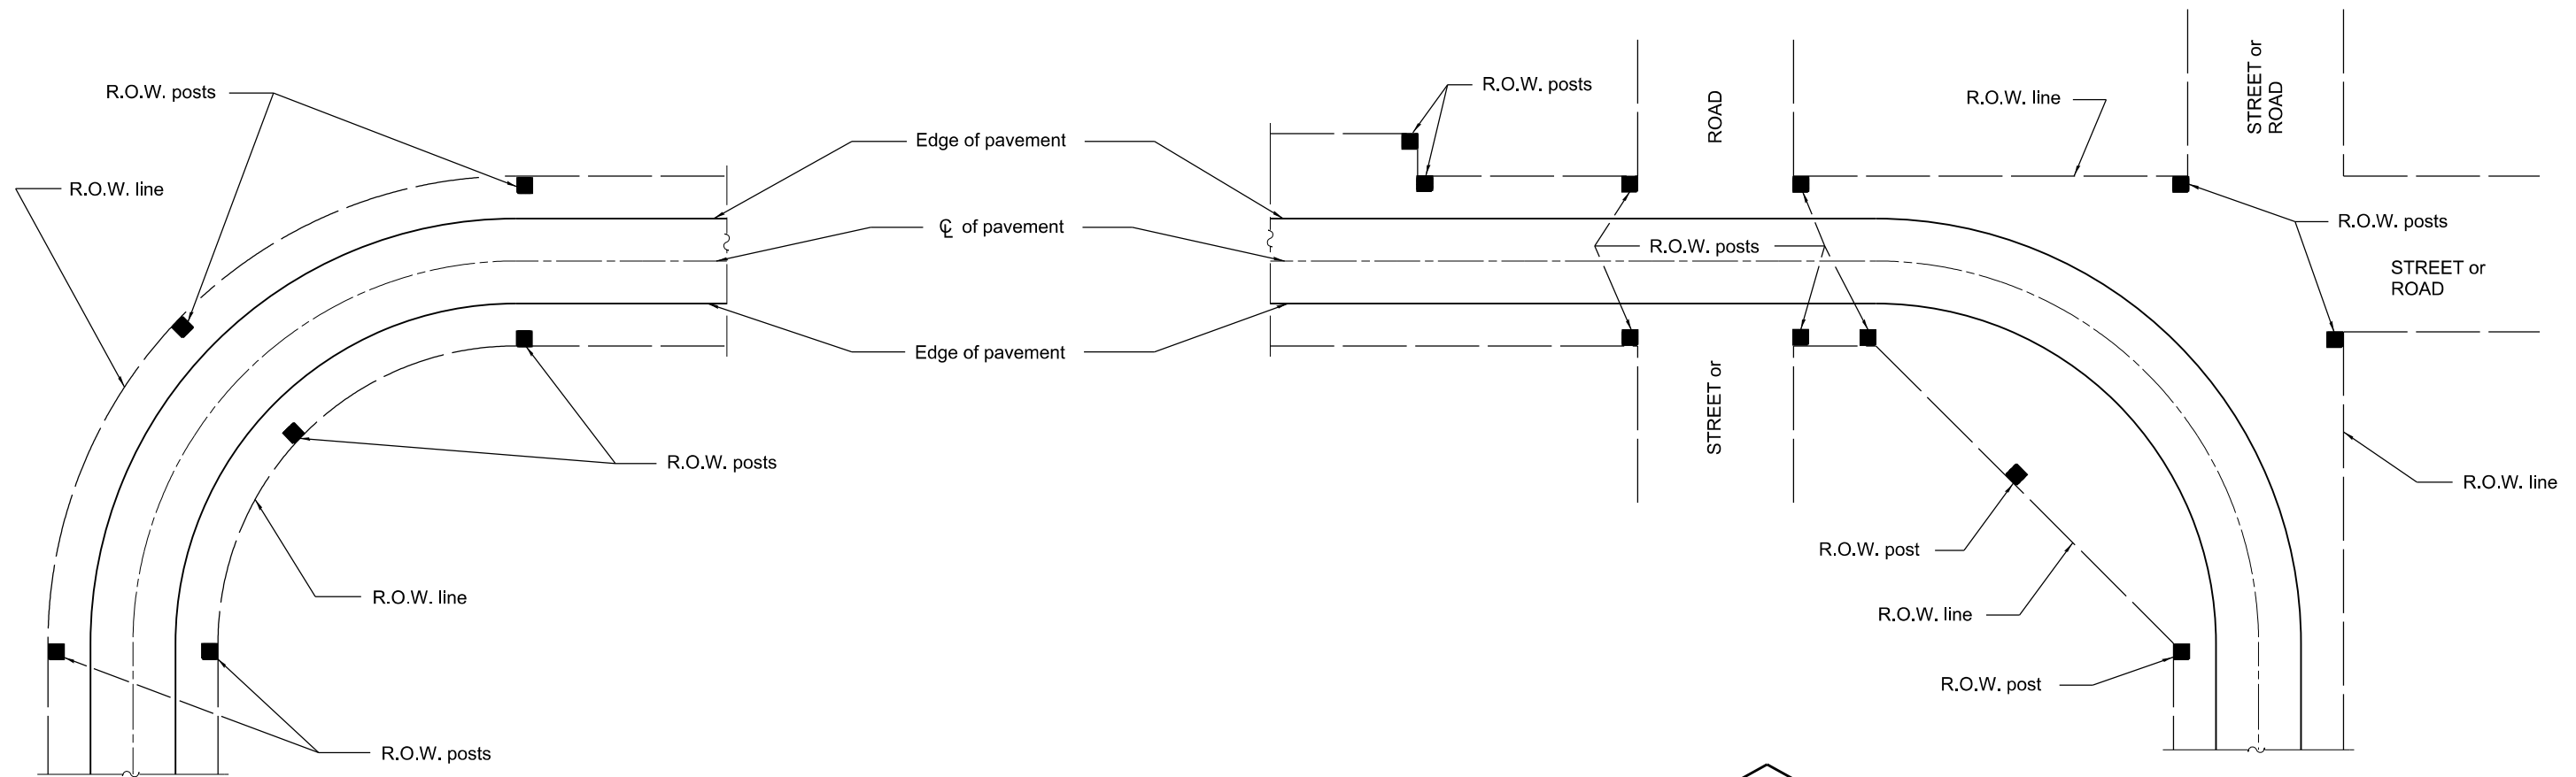 R.O.W. posts
R.O.W. line
Edge of pavement
℄ of pavement
Edge of pavement
R.O.W. posts
R.O.W. line
R.O.W. posts
R.O.W. posts
ROAD
R.O.W. line
STREET or
ROAD
R.O.W. posts
R.O.W. posts
STREET or
ROAD
STREET or
R.O.W. line
R.O.W. post
R.O.W. line
R.O.W. post